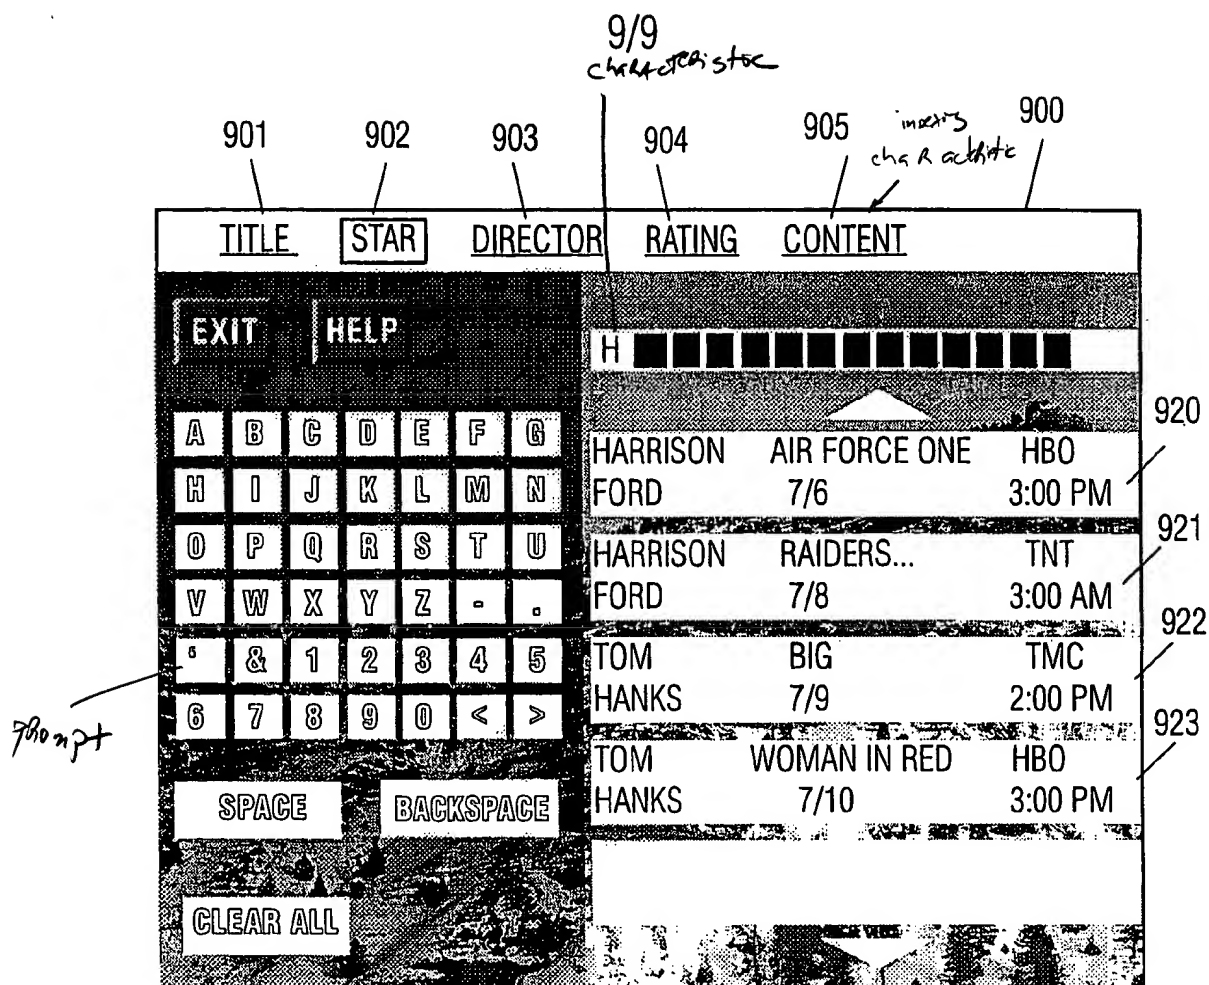 9/9
characteristic
901 902 903 904 905 900
characteristic
TITLE STAR DIRECTOR RATING CONTENT
EXIT HELP
H
A B C D E F G
H I J K L M N
O P Q R S T U
V W X Y Z - .
' & 1 2 3 4 5
6 7 8 9 0 < >
SPACE BACKSPACE
CLEAR ALL
Prompt
920
HARRISON AIR FORCE ONE HBO
FORD 7/6 3:00 PM
921
HARRISON RAIDERS... TNT
FORD 7/8 3:00 AM
922
TOM BIG TMC
HANKS 7/9 2:00 PM
923
TOM WOMAN IN RED HBO
HANKS 7/10 3:00 PM